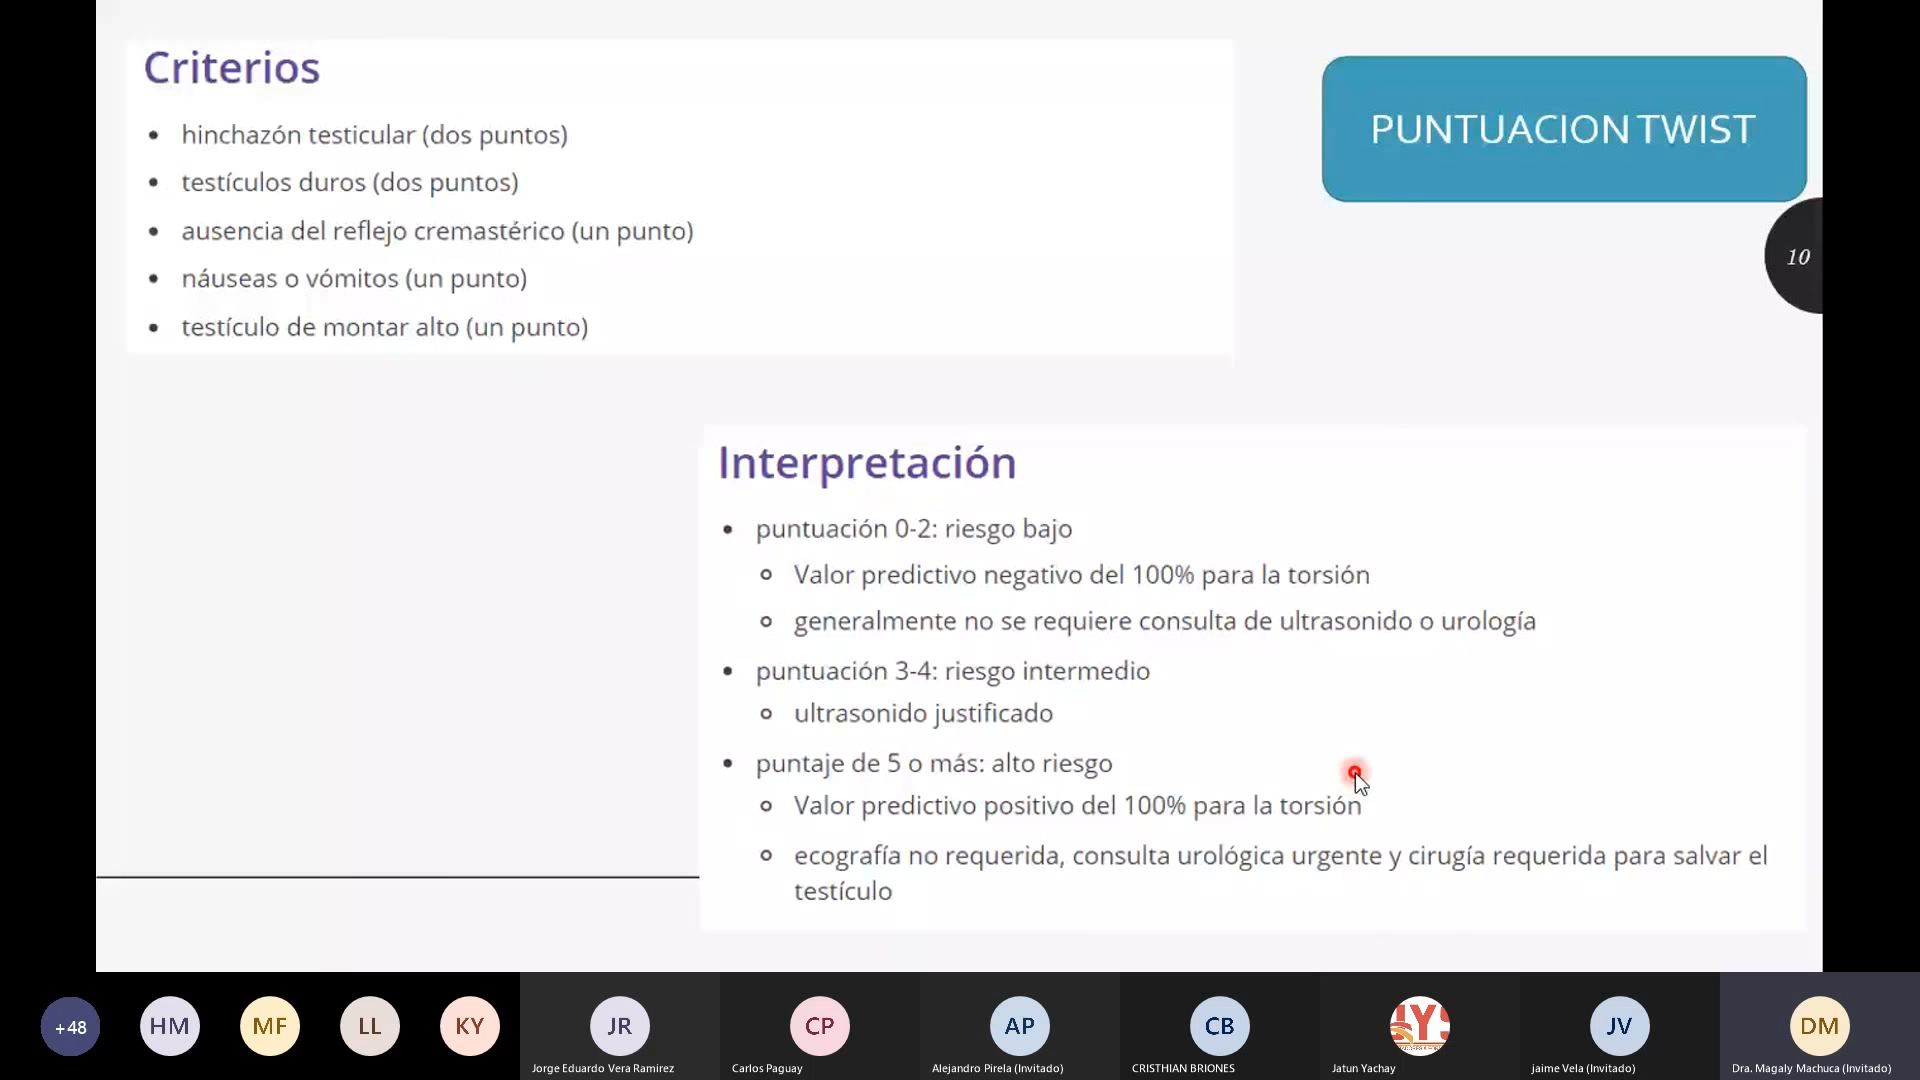 Criterios
• hinchazón testicular (dos puntos)
• testículos duros (dos puntos)
• ausencia del reflejo cremastérico (un punto)
• náuseas o vómitos (un punto)
• testículo de montar alto (un punto)
PUNTUACION TWIST
10
Interpretación
• puntuación 0-2: riesgo bajo
o Valor predictivo negativo del 100% para la torsión
o generalmente no se requiere consulta de ultrasonido o urología
• puntuación 3-4: riesgo intermedio
o ultrasonido justificado
• puntaje de 5 o más: alto riesgo
o Valor predictivo positivo del 100% para la torsión
o ecografía no requerida, consulta urológica urgente y cirugía requerida para salvar el
testículo
+48
HM
MF
LL
KY
JR
CP
AP
CB
JV
DM
Jorge Eduardo Vera Ramirez
Carlos Paguay
Alejandro Pirela (Invitado)
CRISTHIAN BRIONES
Jatun Yachay
jaime Vela (Invitado)
Dra. Magaly Machuca (Invitado)